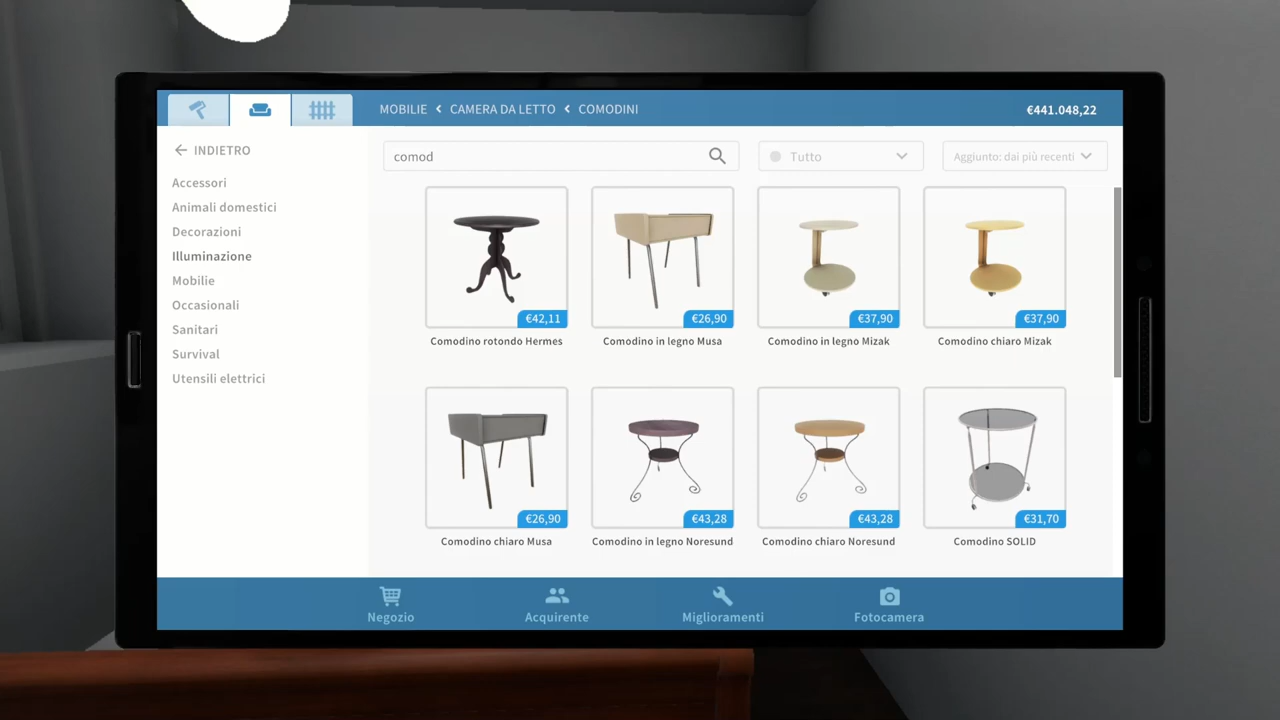 MOBILIE < CAMERA DA LETTO < COMODINI
€441.048,22
INDIETRO
Accessori
Animali domestici
Decorazioni
Illuminazione
Mobilie
Occasionali
Sanitari
Survival
Utensili elettrici
comod
Tutto
Aggiunto: dai più recenti
€42,11
€26,90
€37,90
€37,90
Comodino rotondo Hermes
Comodino in legno Musa
Comodino in legno Mizak
Comodino chiaro Mizak
€26,90
€43,28
€43,28
€31,70
Comodino chiaro Musa
Comodino in legno Noresund
Comodino chiaro Noresund
Comodino SOLID
Negozio
Acquirente
Miglioramenti
Fotocamera